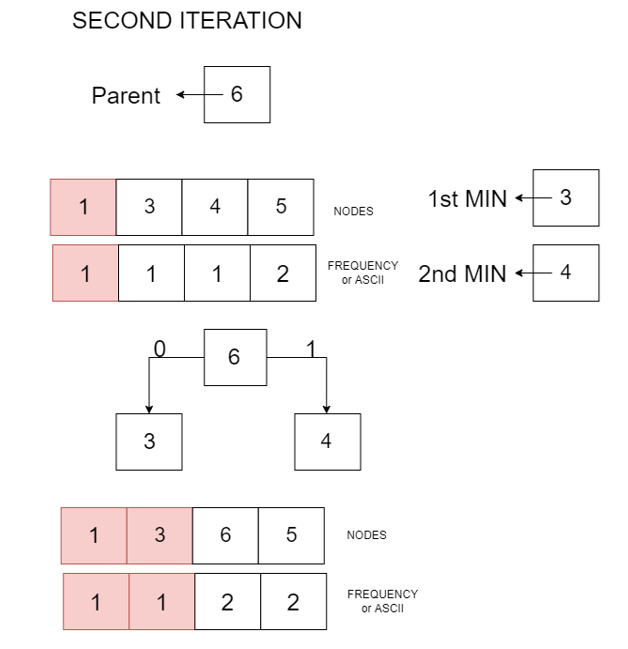 SECOND ITERATION
Parent 6
1 3 4 5 NODES
1st MIN 3
1 1 1 2 FREQUENCY
or ASCII
2nd MIN 4
0 6 1
3 4
1 3 6 5 NODES
1 1 2 2 FREQUENCY
or ASCII